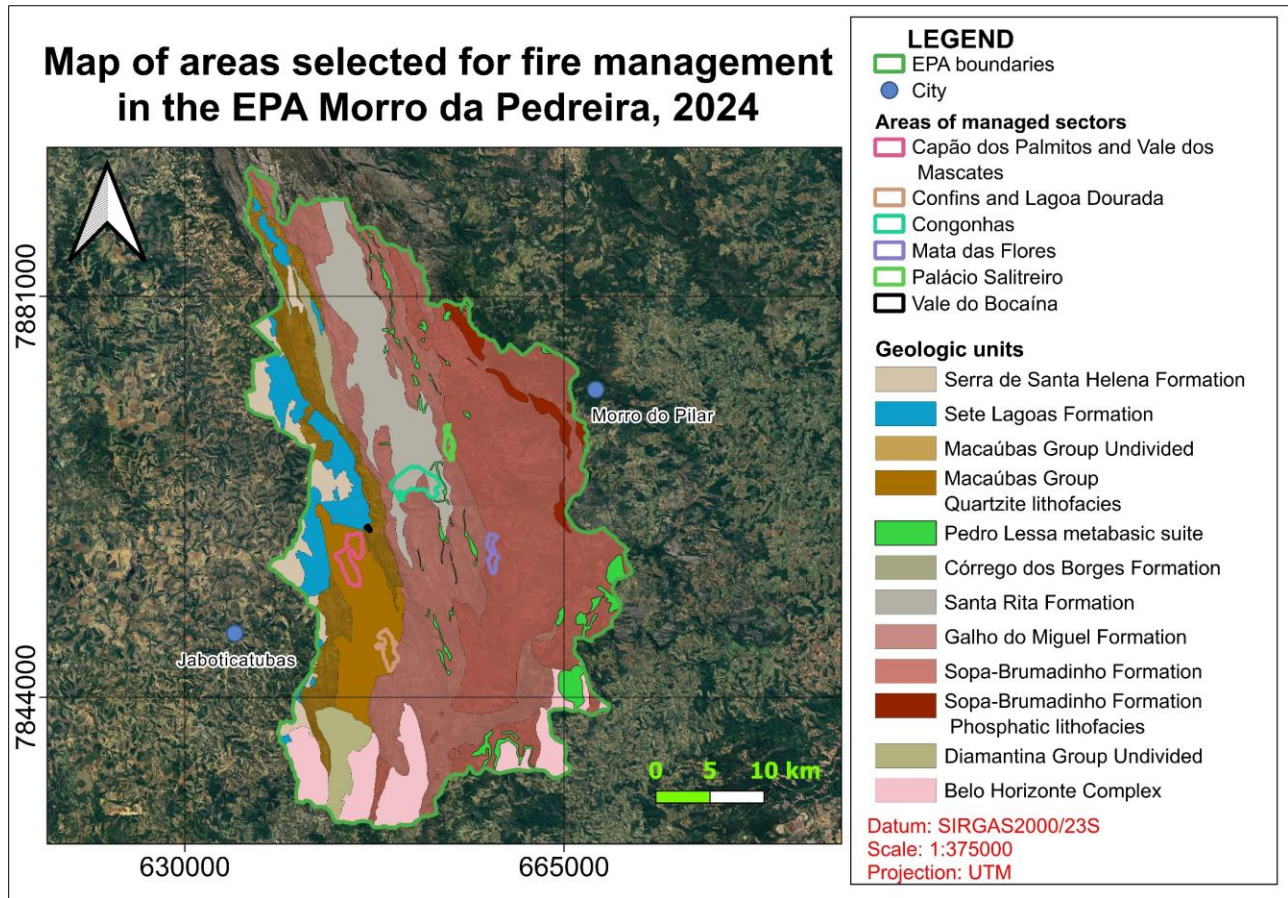 Map of areas selected for fire management
in the EPA Morro da Pedreira, 2024
7881000
7844000
630000
665000
Morro do Pilar
Jaboticatubas
0 5 10 km
LEGEND
EPA boundaries
City
Areas of managed sectors
Capão dos Palmitos and Vale dos
Mascates
Confins and Lagoa Dourada
Congonhas
Mata das Flores
Palácio Salitreiro
Vale do Bocaína
Geologic units
Serra de Santa Helena Formation
Sete Lagoas Formation
Macaúbas Group Undivided
Macaúbas Group
Quartzite lithofacies
Pedro Lessa metabasic suite
Córrego dos Borges Formation
Santa Rita Formation
Galho do Miguel Formation
Sopa-Brumadinho Formation
Sopa-Brumadinho Formation
Phosphatic lithofacies
Diamantina Group Undivided
Belo Horizonte Complex
Datum: SIRGAS2000/23S
Scale: 1:375000
Projection: UTM